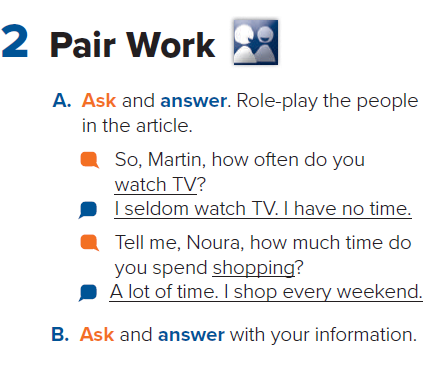 2 Pair Work
A. Ask and answer. Role-play the people
in the article.
So, Martin, how often do you
watch TV?
I seldom watch TV. I have no time.
Tell me, Noura, how much time do
you spend shopping?
A lot of time. I shop every weekend.
B. Ask and answer with your information.